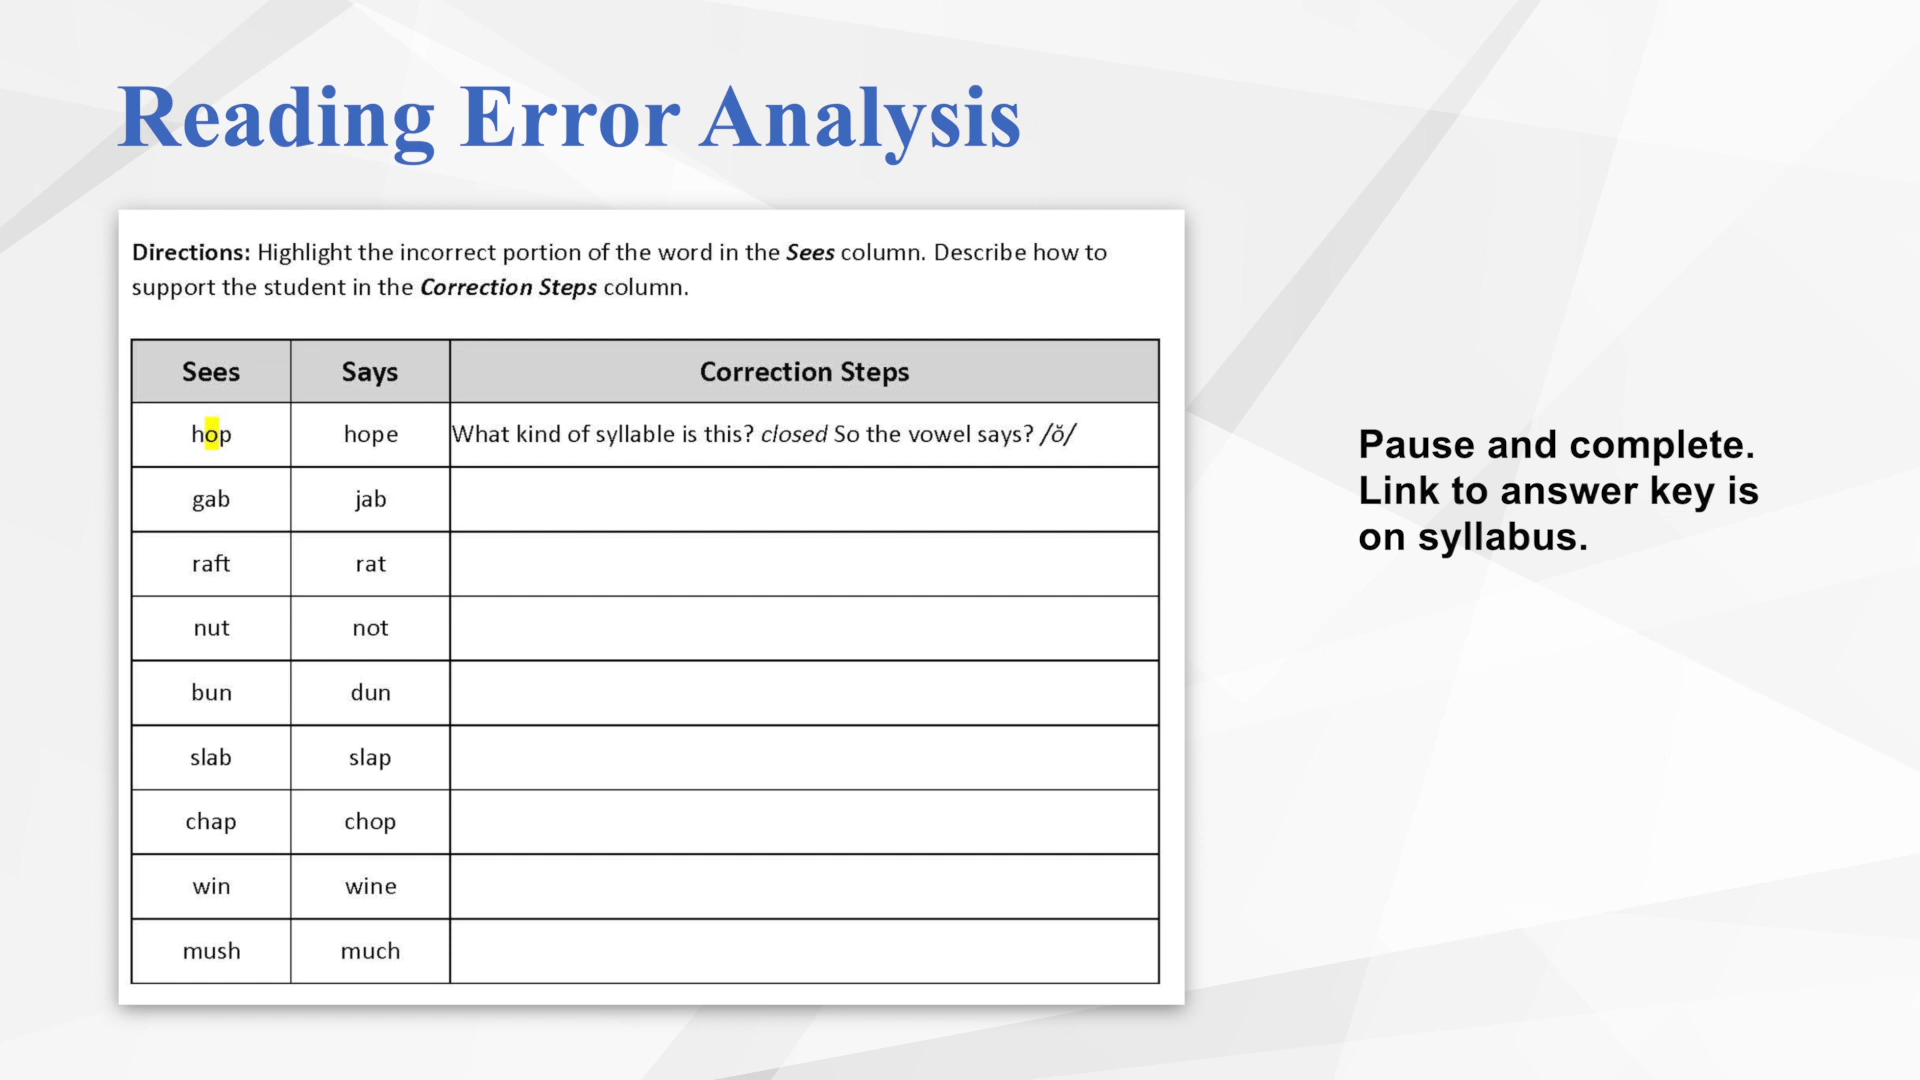 Reading Error Analysis
Directions: Highlight the incorrect portion of the word in the Sees column. Describe how to
support the student in the Correction Steps column.
Sees Says Correction Steps
hop hope What kind of syllable is this? closed So the vowel says? /ŏ/
gab jab
raft rat
nut not
bun dun
slab slap
chap chop
win wine
mush much
Pause and complete.
Link to answer key is
on syllabus.